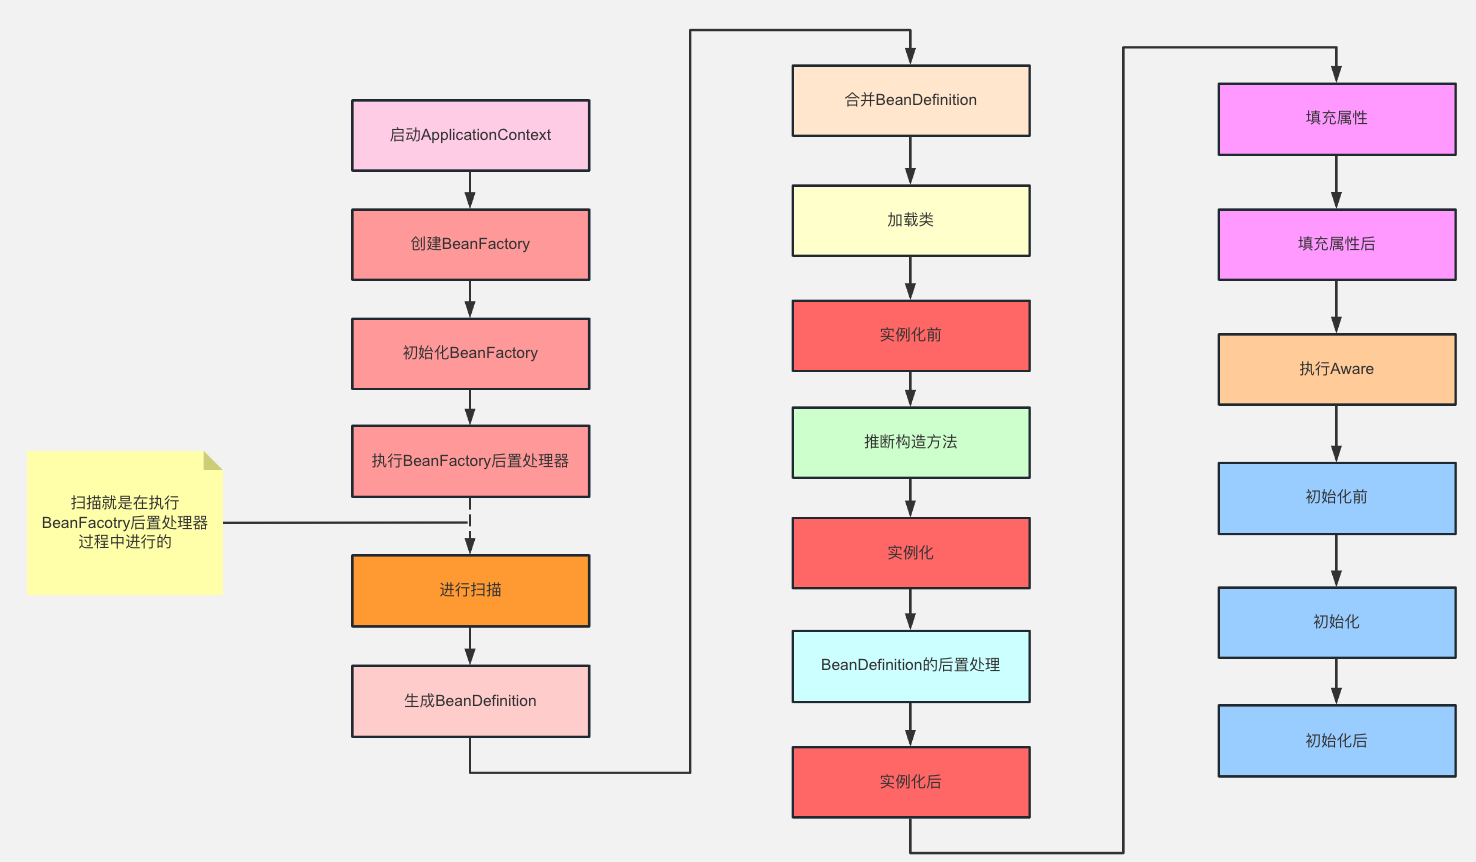 启动ApplicationContext
创建BeanFactory
初始化BeanFactory
执行BeanFactory后置处理器
扫描就是在执行
BeanFacotry后置处理器
过程中进行的
进行扫描
生成BeanDefinition
合并BeanDefinition
加载类
实例化前
推断构造方法
实例化
BeanDefinition的后置处理
实例化后
填充属性
填充属性后
执行Aware
初始化前
初始化
初始化后